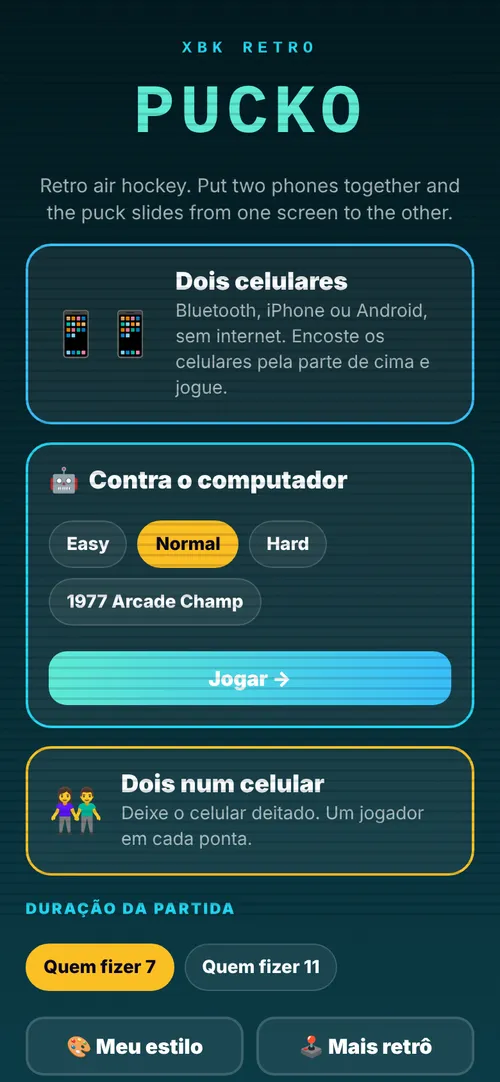 XBK RETRO
PUCKO
Retro air hockey. Put two phones together and
the puck slides from one screen to the other.
Dois celulares
Bluetooth, iPhone ou Android,
sem internet. Encoste os
celulares pela parte de cima e
jogue.
Contra o computador
Easy Normal Hard
1977 Arcade Champ
Jogar →
Dois num celular
Deixe o celular deitado. Um jogador
em cada ponta.
DURAÇÃO DA PARTIDA
Quem fizer 7 Quem fizer 11
Meu estilo Mais retrô